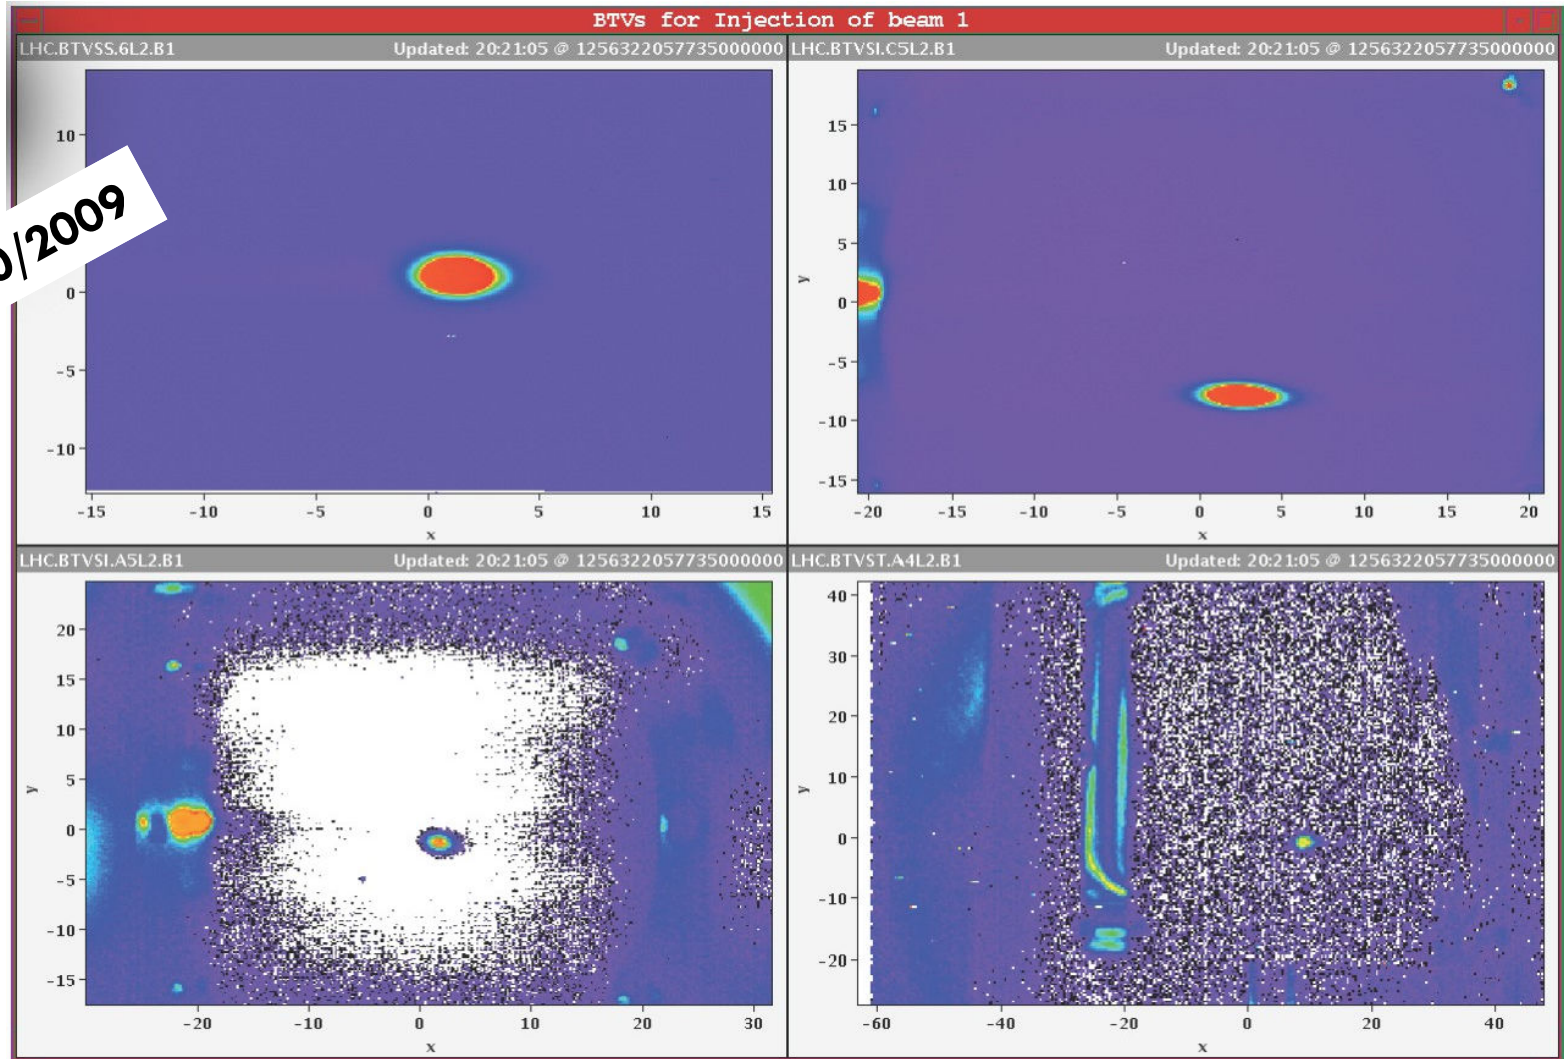 BTVs for Injection of beam 1
LHC.BTVSS.6L2.B1 Updated: 20:21:05 @ 1256322057735000000
10
0
-5
-10
-15 -10 -5 0 5 10 15
x
0/2009
LHC.BTVSI.C5L2.B1 Updated: 20:21:05 @ 1256322057735000000
15
10
5
0
-5
-10
-15
y
-20 -15 -10 -5 0 5 10 15 20
x
LHC.BTVSI.A5L2.B1 Updated: 20:21:05 @ 1256322057735000000
20
15
10
5
0
-5
-10
-15
y
-20 -10 0 10 20 30
x
LHC.BTVST.A4L2.B1 Updated: 20:21:05 @ 1256322057735000000
40
30
20
10
0
-10
-20
y
-60 -40 -20 0 20 40
x